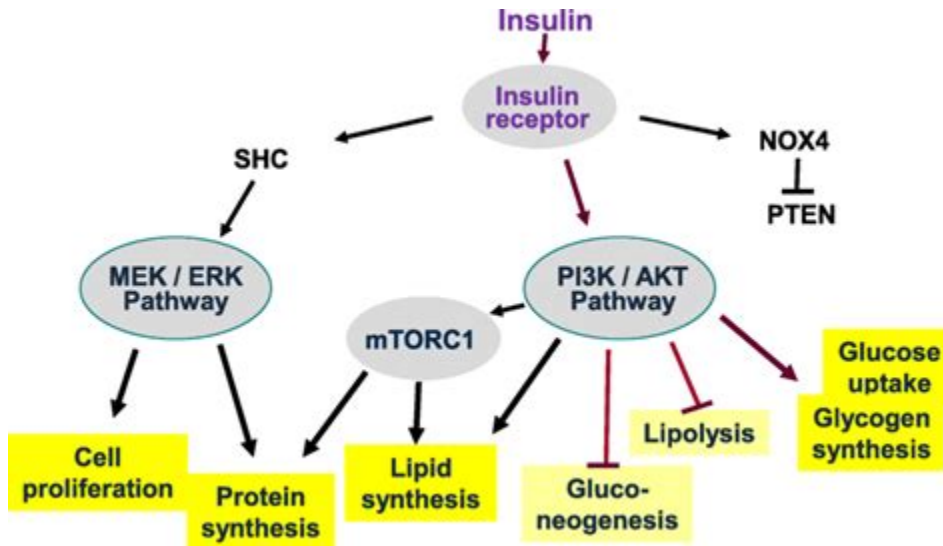 Insulin
Insulin
receptor
SHC
NOX4
PTEN
MEK / ERK
Pathway
PI3K / AKT
Pathway
mTORC1
Glucose
uptake
Glycogen
synthesis
Lipolysis
Cell
proliferation
Protein
synthesis
Lipid
synthesis
Gluco-
neogenesis